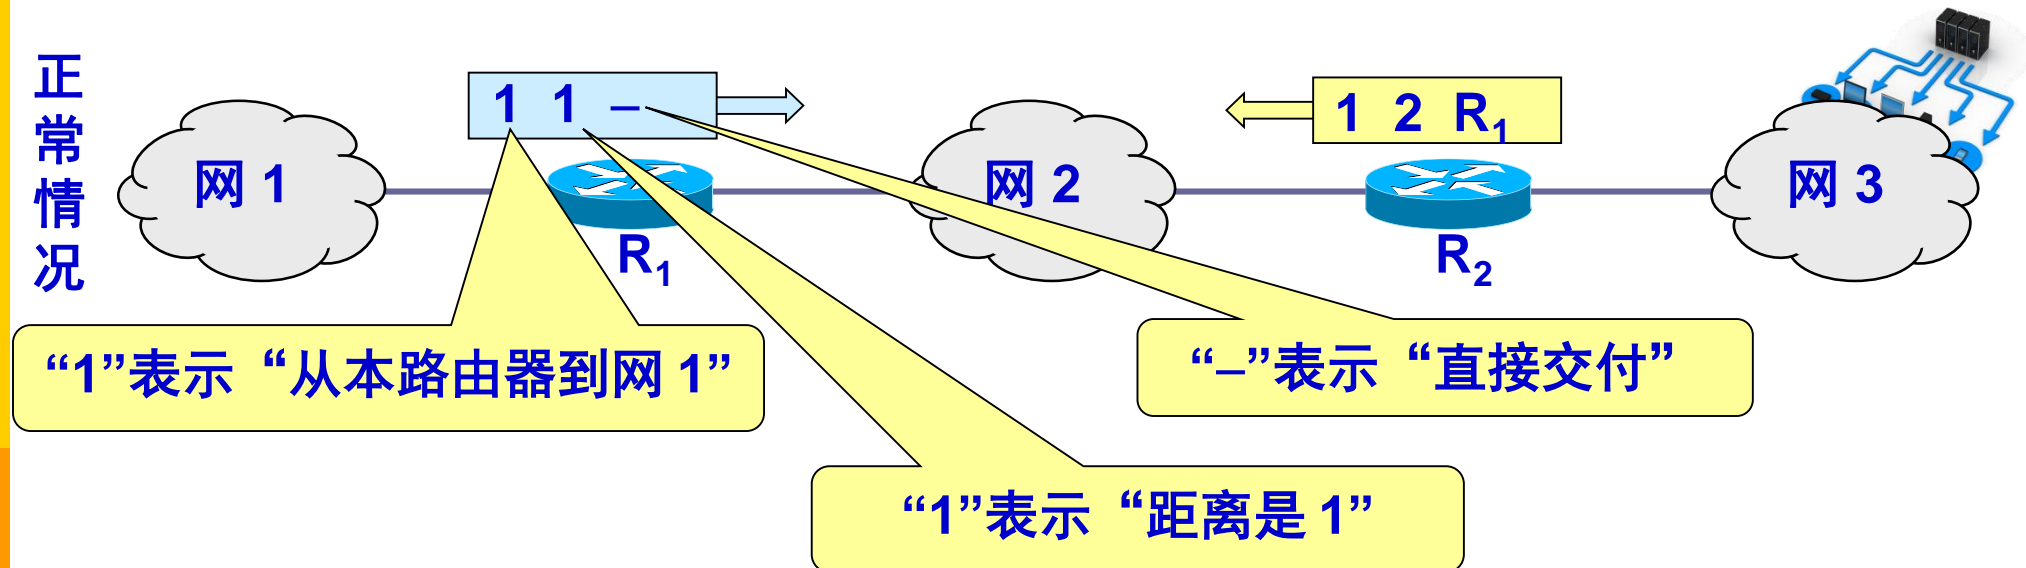 正常情况
1 1 –
1 2 R1
网 1
网 2
网 3
R1
R2
“1”表示“从本路由器到网 1”
“–”表示“直接交付”
“1”表示“距离是 1”